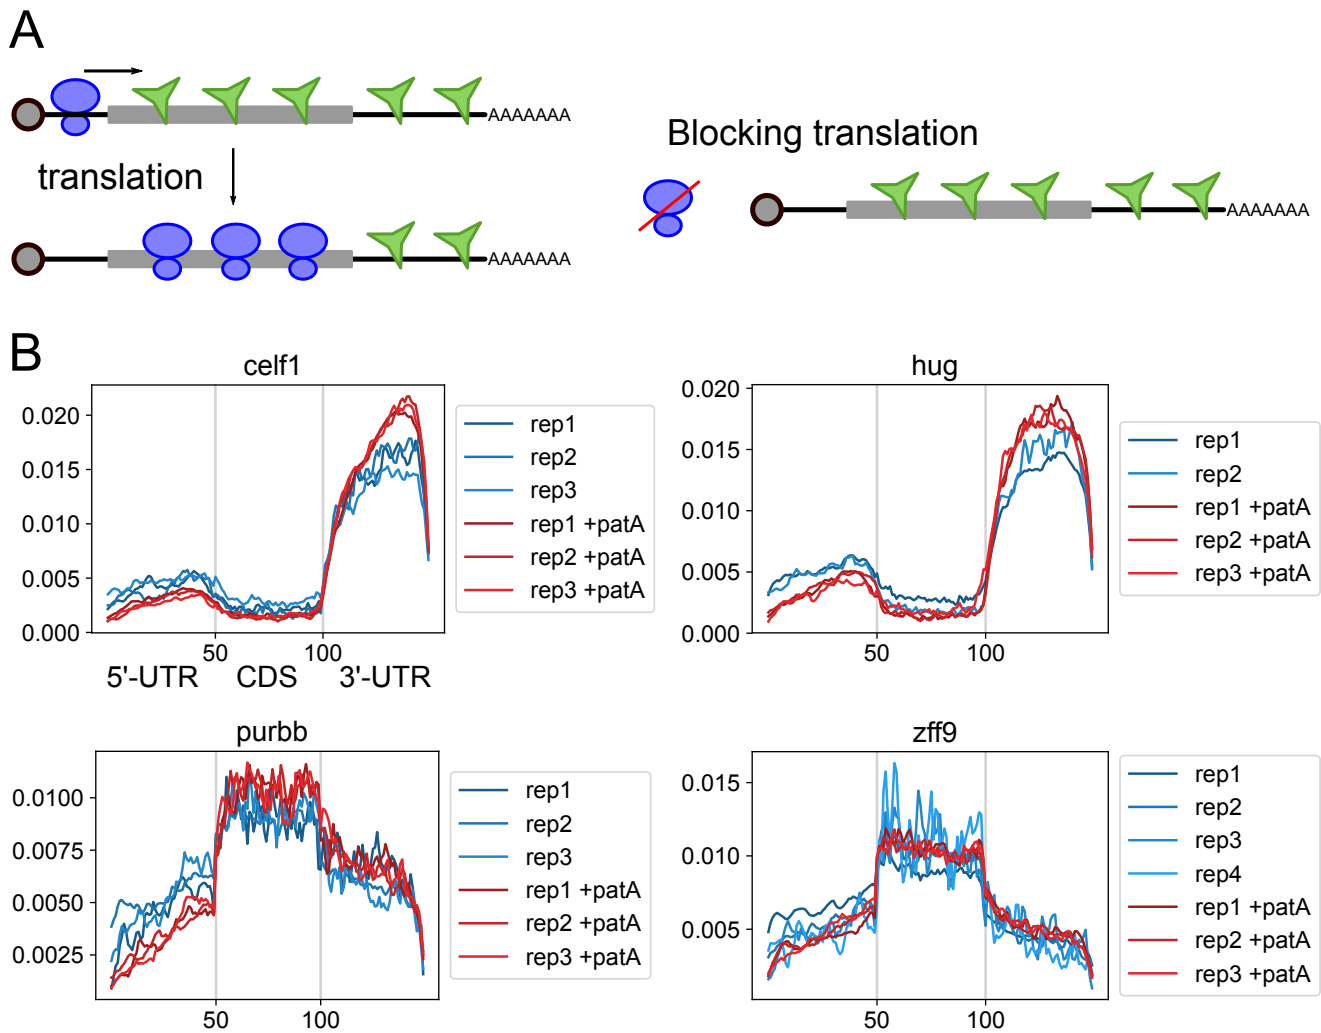 A
AAAAAAA
translation
AAAAAAA
Blocking translation
AAAAAAA
B
celf1
0.020
0.015
0.010
0.005
0.000
50
100
5'-UTR
CDS
3'-UTR
rep1
rep2
rep3
rep1 +patA
rep2 +patA
rep3 +patA
hug
0.020
0.015
0.010
0.005
0.000
50
100
rep1
rep2
rep1 +patA
rep2 +patA
rep3 +patA
purbb
0.0100
0.0075
0.0050
0.0025
50
100
rep1
rep2
rep3
rep1 +patA
rep2 +patA
rep3 +patA
zff9
0.015
0.010
0.005
50
100
rep1
rep2
rep3
rep4
rep1 +patA
rep2 +patA
rep3 +patA